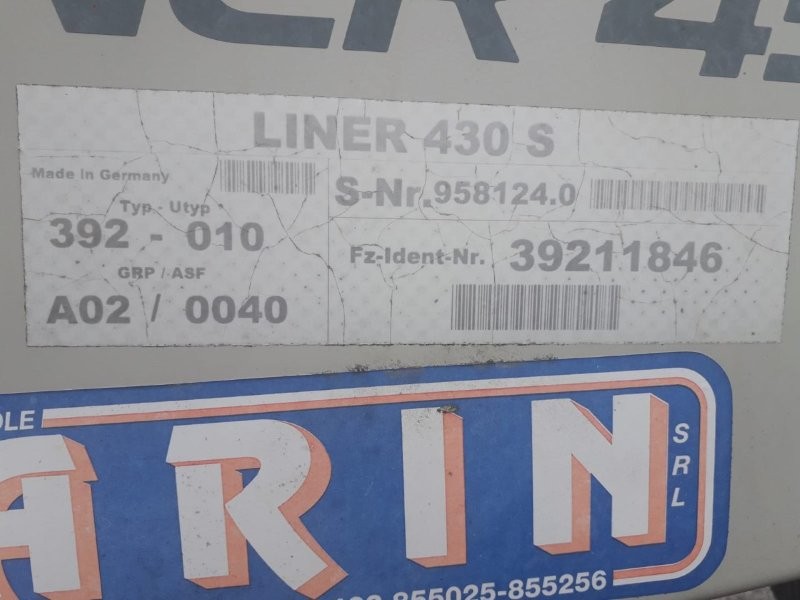 LINER 430 S
Made in Germany
S-Nr. 958124.0
Typ - Utyp
392 - 010
Fz-Ident-Nr. 39211846
GRP / ASF
A02 / 0040
ARIN
SRL
855025-855256